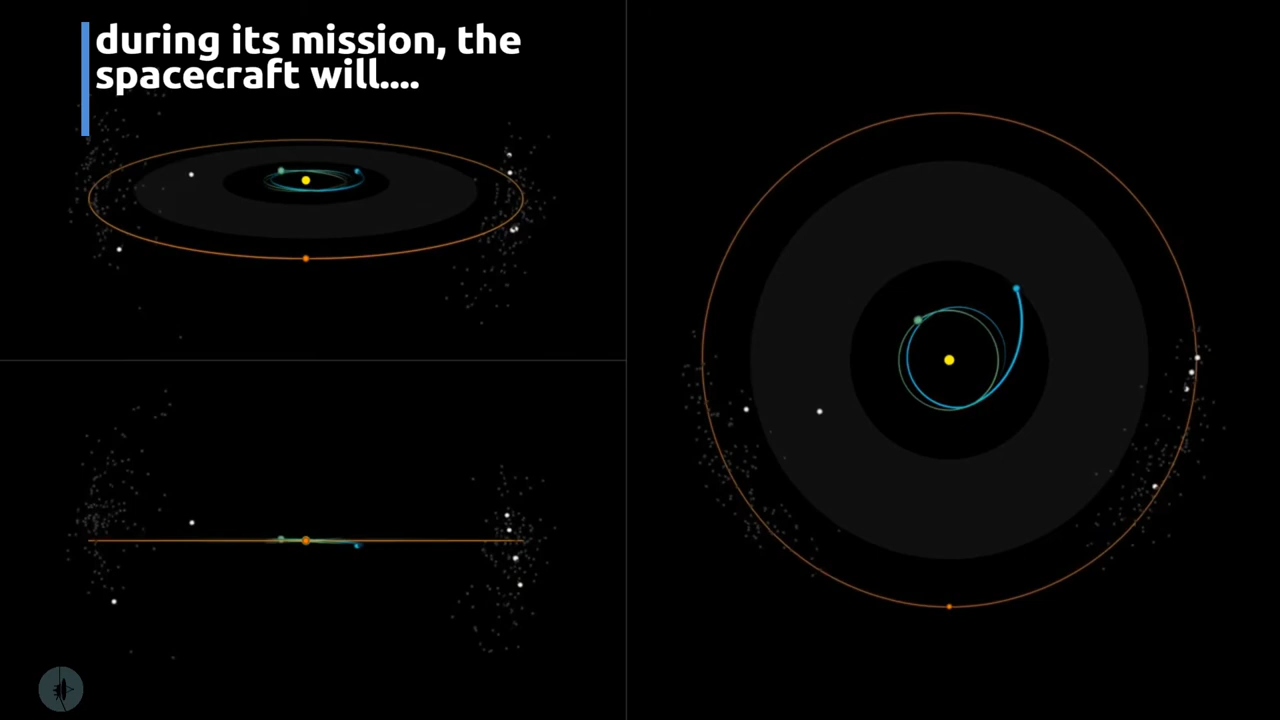 during its mission, the
spacecraft will....